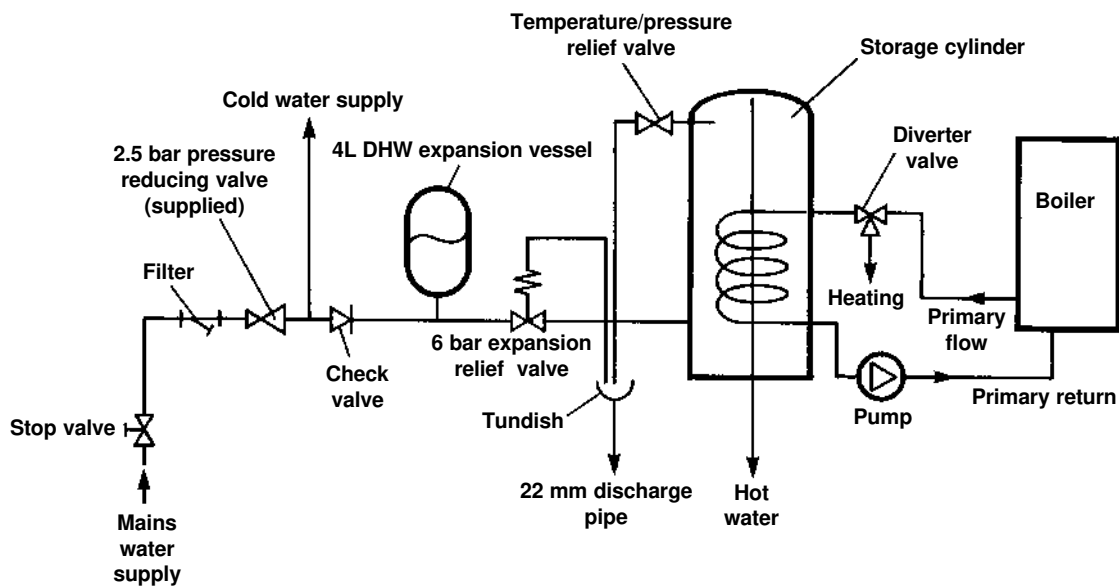 Temperature/pressure
relief valve
Storage cylinder
Cold water supply
4L DHW expansion vessel
2.5 bar pressure
reducing valve
(supplied)
Diverter
valve
Boiler
Filter
Heating
Primary
flow
6 bar expansion
relief valve
Check
valve
Stop valve
Tundish
Pump
Primary return
22 mm discharge
pipe
Hot
water
Mains
water
supply